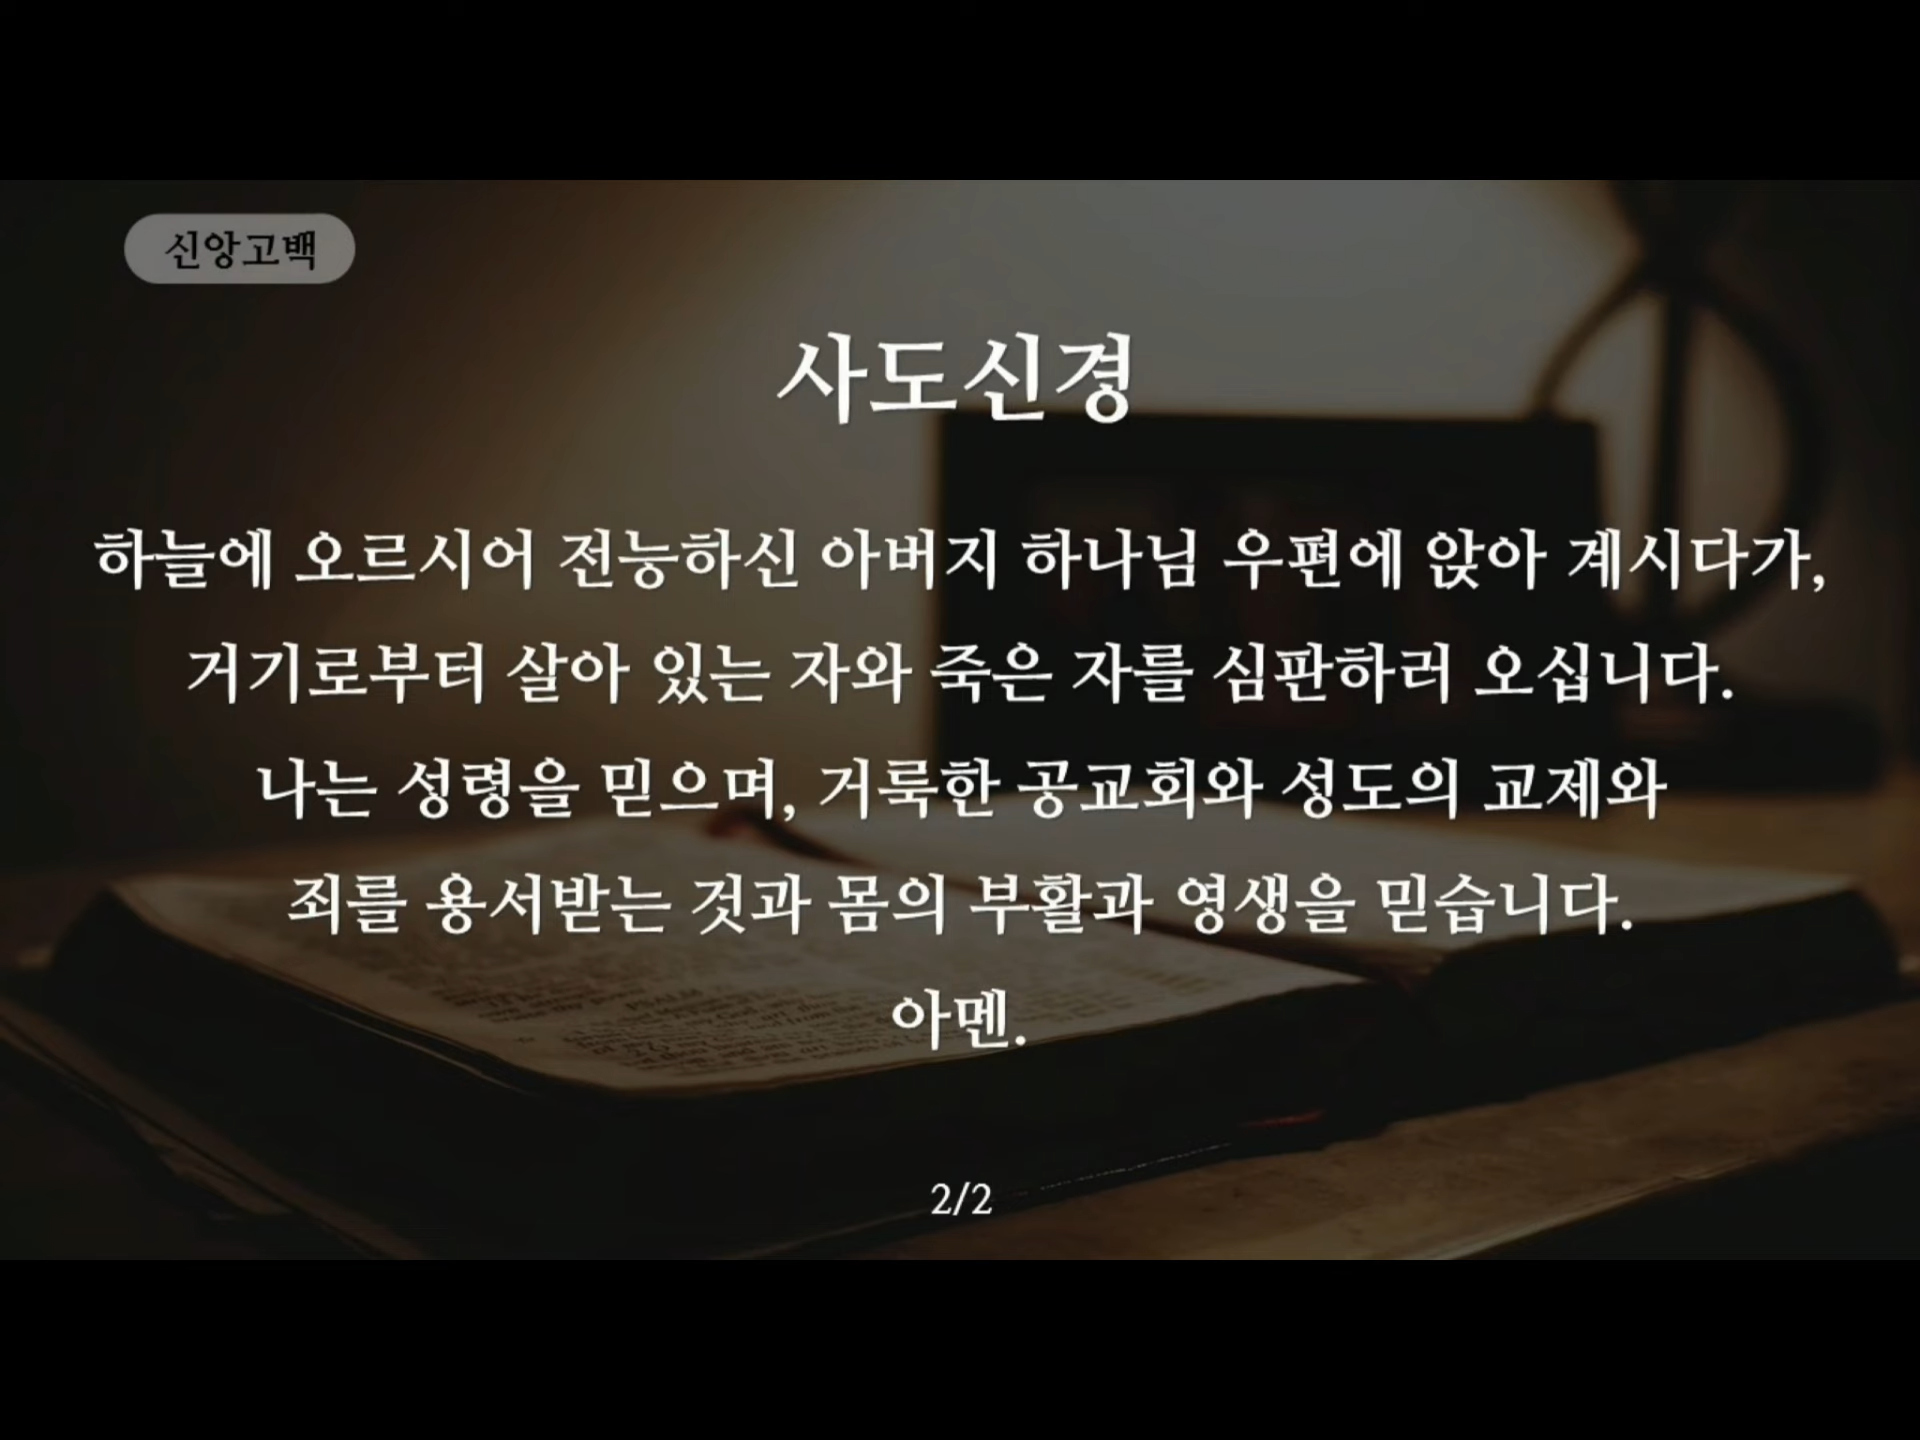 신앙고백
사도신경
하늘에 오르시어 전능하신 아버지 하나님 우편에 앉아 계시다가,
거기로부터 살아 있는 자와 죽은 자를 심판하러 오십니다.
나는 성령을 믿으며, 거룩한 공교회와 성도의 교제와
죄를 용서받는 것과 몸의 부활과 영생을 믿습니다.
아멘.
2/2